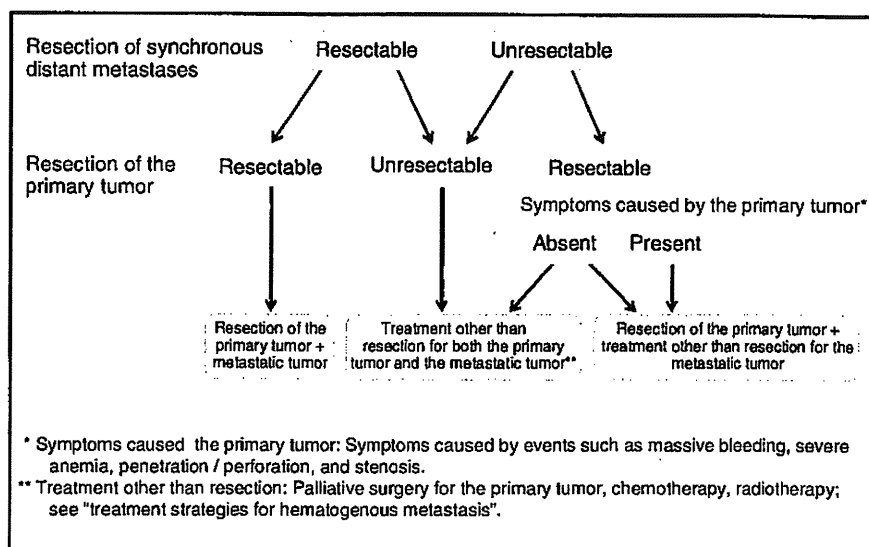 Resection of synchronous
distant metastases
Resectable
Unresectable
Resection of the
primary tumor
Resectable
Unresectable
Resectable
Symptoms caused by the primary tumor*
Absent
Present
Resection of the
primary tumor +
metastatic tumor
Treatment other than
resection for both the primary
tumor and the metastatic tumor**
Resection of the primary tumor +
treatment other than resection for the
metastatic tumor
* Symptoms caused the primary tumor: Symptoms caused by events such as massive bleeding, severe
anemia, penetration / perforation, and stenosis.
** Treatment other than resection: Palliative surgery for the primary tumor, chemotherapy, radiotherapy;
see "treatment strategies for hematogenous metastasis".